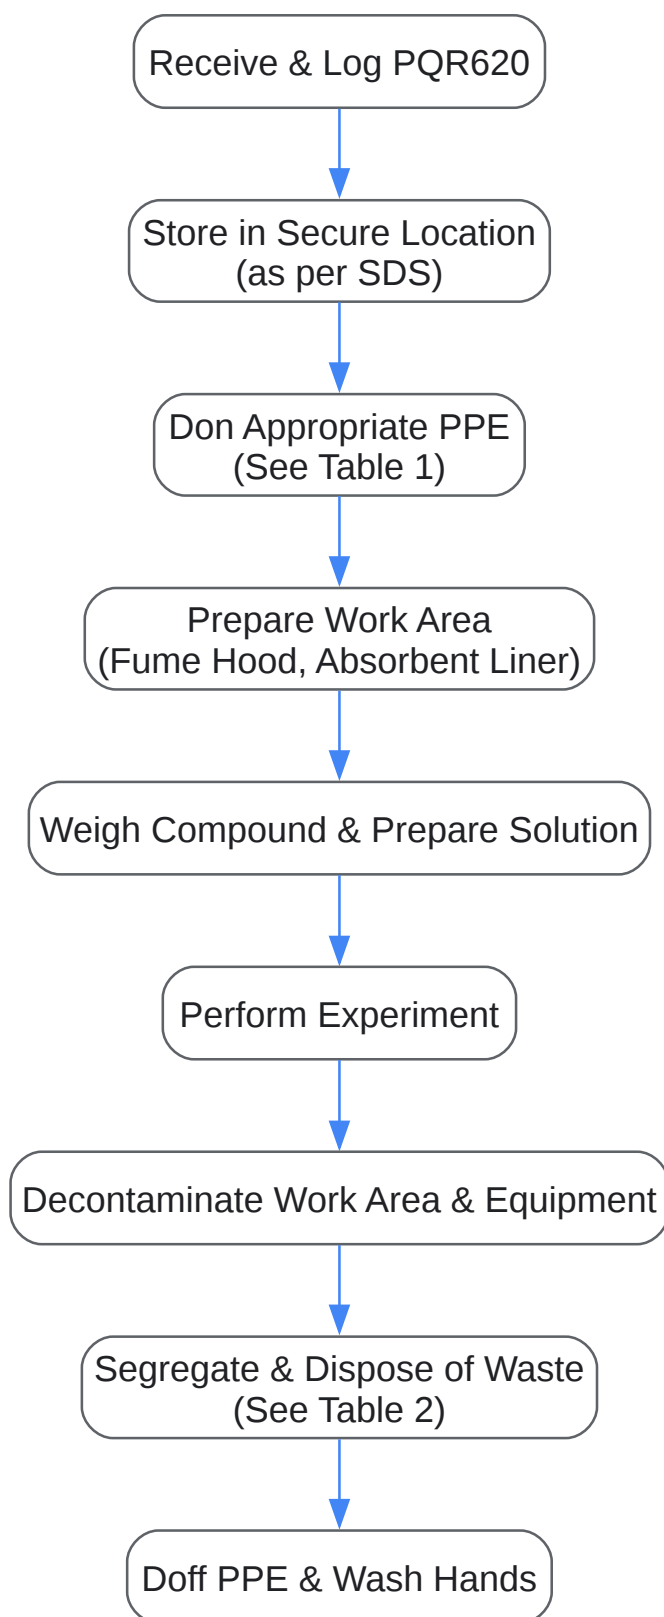 Receive & Log PQR620
Store in Secure Location
(as per SDS)
Don Appropriate PPE
(See Table 1)
Prepare Work Area
(Fume Hood, Absorbent Liner)
Weigh Compound & Prepare Solution
Perform Experiment
Decontaminate Work Area & Equipment
Segregate & Dispose of Waste
(See Table 2)
Doff PPE & Wash Hands